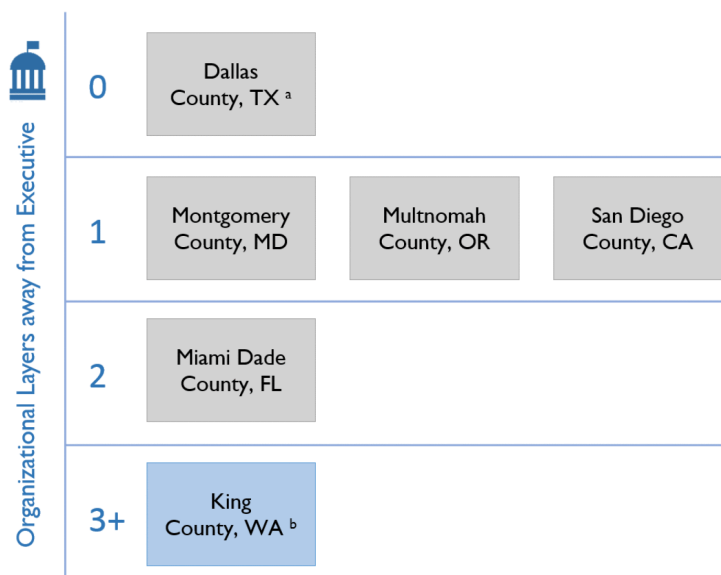 Organizational Layers away from Executive
0
Dallas
County, TX ᵃ
1
Montgomery
County, MD
Multnomah
County, OR
San Diego
County, CA
2
Miami Dade
County, FL
3+
King
County, WA ᵇ